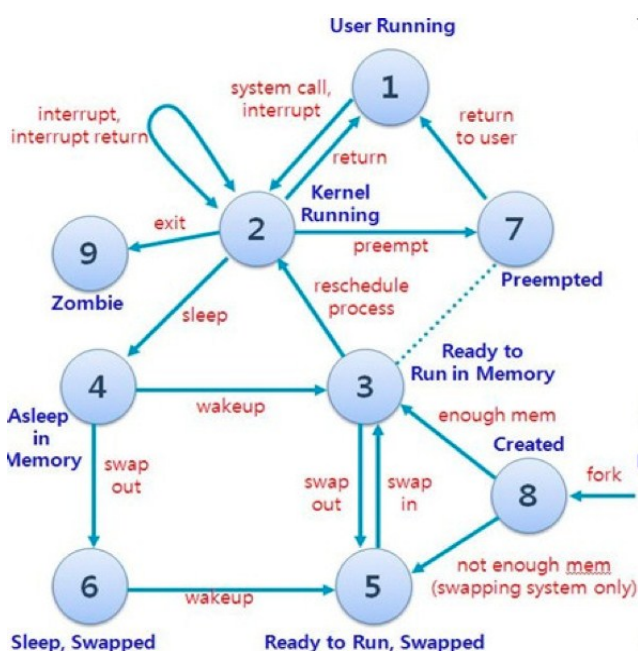 User Running
1
system call,
interrupt
interrupt,
interrupt return
return
to user
return
Kernel
Running
2
7
exit
preempt
9
Zombie
Preempted
reschedule
process
sleep
Ready to
Run in Memory
4
3
wakeup
Asleep
in
Memory
enough mem
Created
swap
out
swap
out
swap
in
8
fork
not enough mem
(swapping system only)
6
wakeup
5
Sleep, Swapped
Ready to Run, Swapped